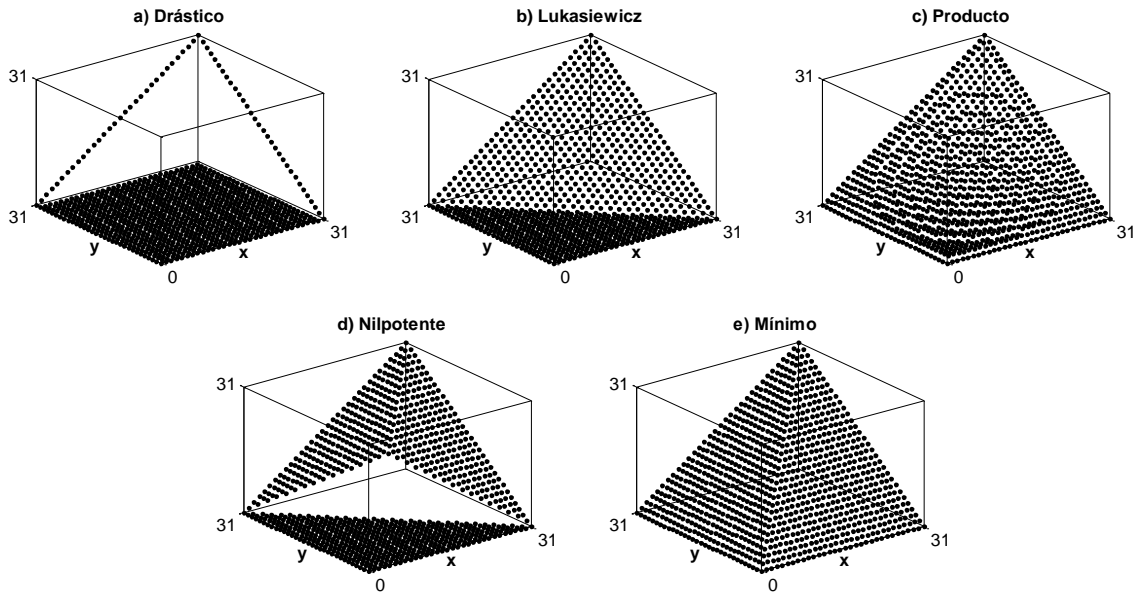 a) Drástico
b) Lukasiewicz
c) Producto
31
31
31
31
31
31
31
31
31
y
x
y
x
y
x
0
0
0
d) Nilpotente
e) Mínimo
31
31
31
31
31
31
y
x
y
x
0
0